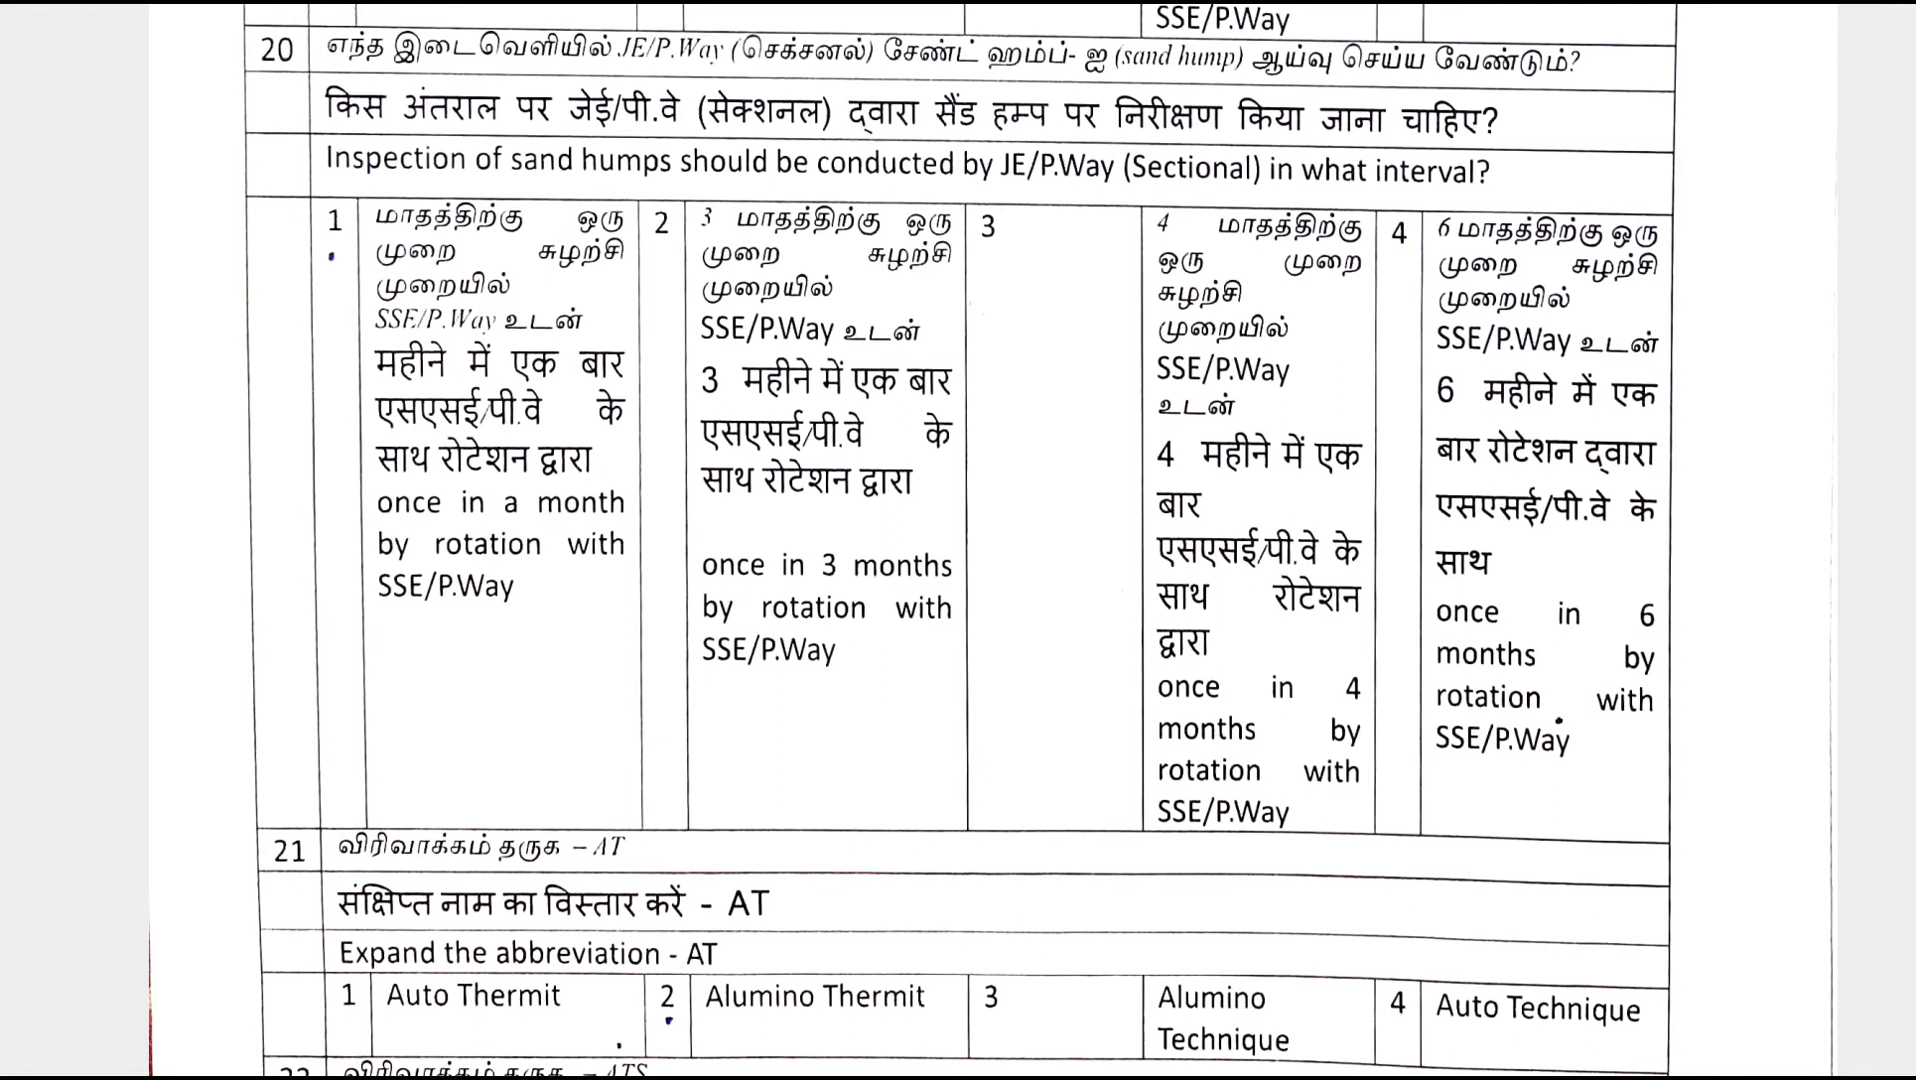 SSE/P.Way
20 எந்த இடைவெளியில் JE/P.Way (செக்சனல்) சேண்ட் ஹம்ப்- ஐ (sand hump) ஆய்வு செய்ய வேண்டும்?
किस अंतराल पर जेई/पी.वे (सेक्शनल) द्वारा सैंड हम्प पर निरीक्षण किया जाना चाहिए?
Inspection of sand humps should be conducted by JE/P.Way (Sectional) in what interval?
1
மாதத்திற்கு ஒரு
முறை சுழற்சி
முறையில்
SSE/P.Way உடன்
महीने में एक बार
एसएसई/पी.वे के
साथ रोटेशन द्वारा
once in a month
by rotation with
SSE/P.Way
2
3 மாதத்திற்கு ஒரு
முறை சுழற்சி
முறையில்
SSE/P.Way உடன்
3 महीने में एक बार
एसएसई/पी.वे के
साथ रोटेशन द्वारा
once in 3 months
by rotation with
SSE/P.Way
3
4 மாதத்திற்கு
ஒரு முறை
சுழற்சி
முறையில்
SSE/P.Way
உடன்
4 महीने में एक
बार
एसएसई/पी.वे के
साथ रोटेशन
द्वारा
once in 4
months by
rotation with
SSE/P.Way
4
6 மாதத்திற்கு ஒரு
முறை சுழற்சி
முறையில்
SSE/P.Way உடன்
6 महीने में एक
बार रोटेशन द्वारा
एसएसई/पी.वे के
साथ
once in 6
months by
rotation with
SSE/P.Way
21 விரிவாக்கம் தருக – AT
संक्षिप्त नाम का विस्तार करें - AT
Expand the abbreviation - AT
1 Auto Thermit
2 Alumino Thermit
3 Alumino
Technique
4 Auto Technique
22 விரிவாக்கம் தருக – ATS